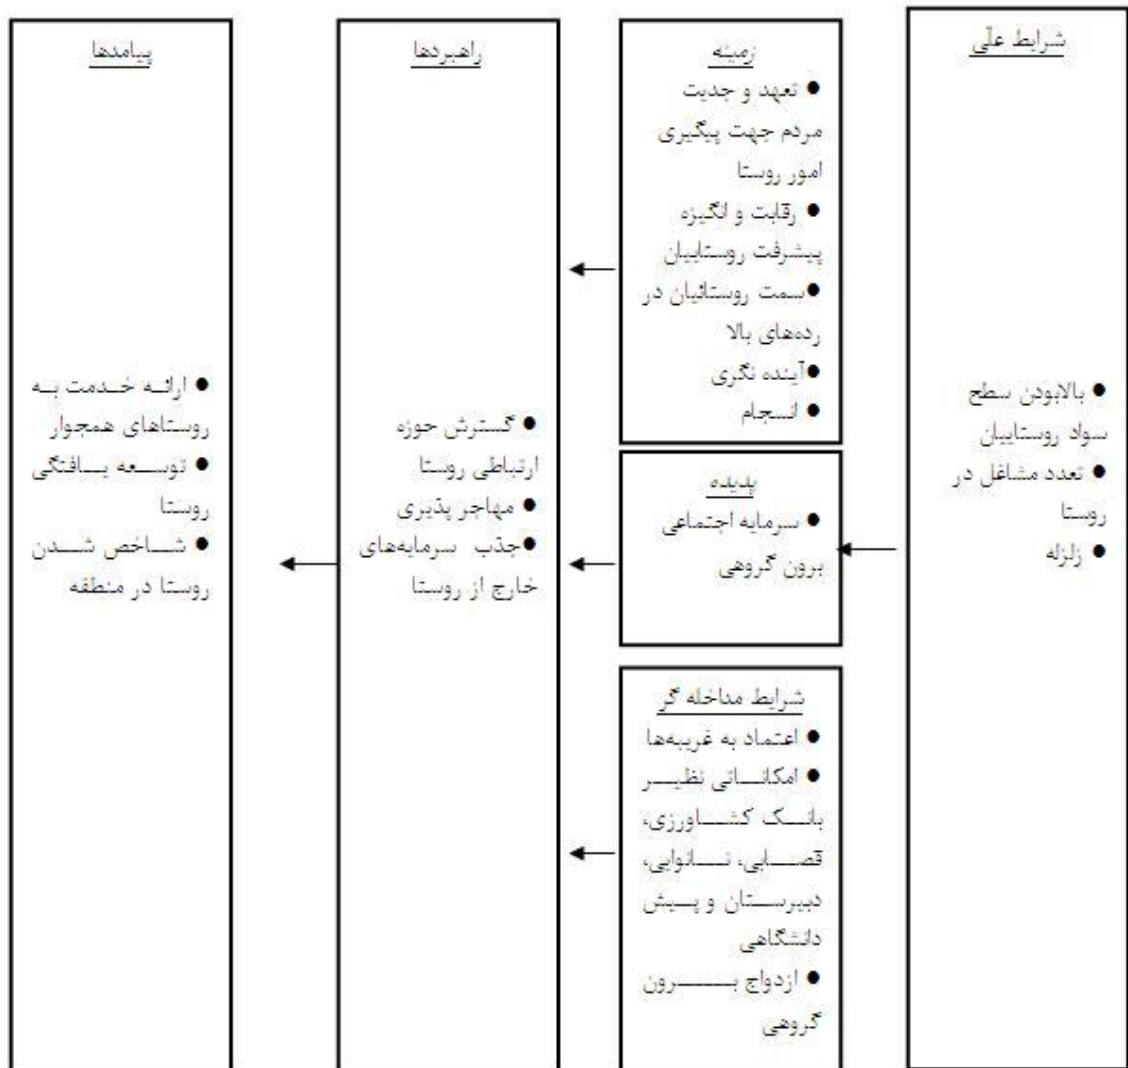 شرایط علّی
● بالابودن سطح
سواد روستاییان
● تعدد مشاغل در
روستا
● زلزله
زمینه
● تعهد و جدیت
مردم جهت پیگیری
امور روستا
● رقابت و انگیزه
پیشرفت روستاییان
●سمت روستائیان در
رده‌های بالا
●آینده نگری
● انسجام
پدیده
● سرمایه اجتماعی
برون گروهی
شرایط مداخله گر
● اعتماد به غریبه‌ها
● امکاناتی نظیر
بانک کشاورزی،
قصابی، نانوایی،
دبیرستان و پیش
دانشگاهی
● ازدواج برون
گروهی
راهبردها
● گسترش حوزه
ارتباطی روستا
● مهاجر پذیری
●جذب سرمایه‌های
خارج از روستا
پیامدها
● ارائه خدمت به
روستاهای همجوار
● توسعه یافتگی
روستا
● شاخص شدن
روستا در منطقه